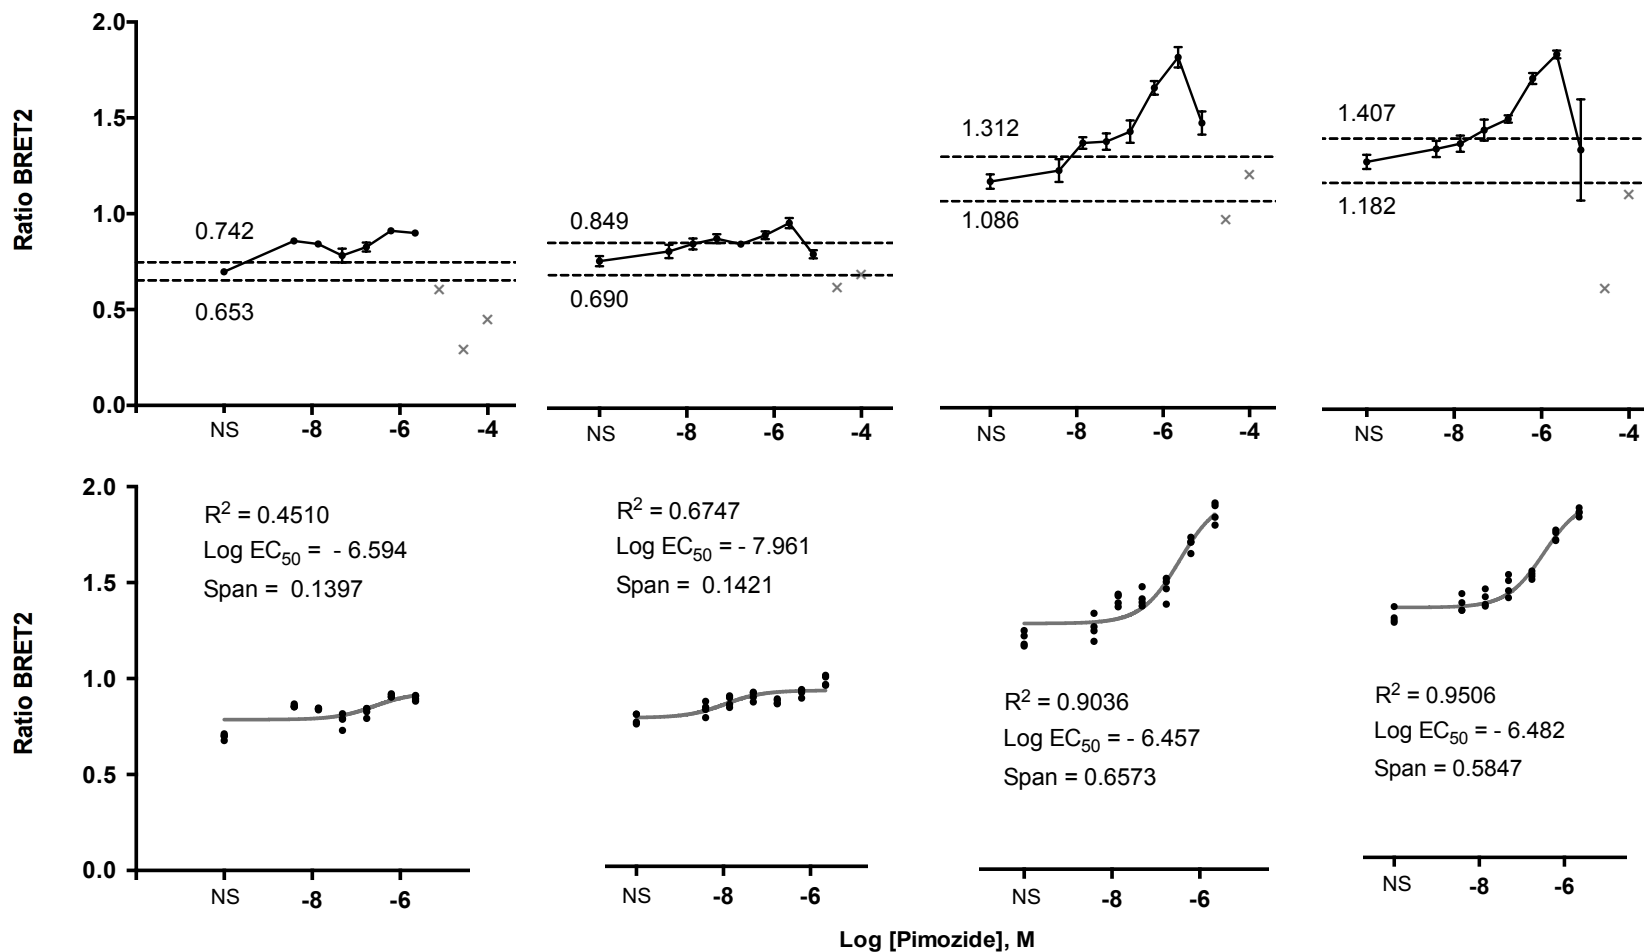 2.0
1.5
1.0
0.5
0.0
Ratio BRET2
0.742
0.653
NS -8 -6 -4
0.849
0.690
NS -8 -6 -4
1.312
1.086
NS -8 -6 -4
1.407
1.182
NS -8 -6 -4
2.0
1.5
1.0
0.5
0.0
Ratio BRET2
R2 = 0.4510
Log EC50 = - 6.594
Span = 0.1397
NS -8 -6
R2 = 0.6747
Log EC50 = - 7.961
Span = 0.1421
NS -8 -6
R2 = 0.9036
Log EC50 = - 6.457
Span = 0.6573
NS -8 -6
R2 = 0.9506
Log EC50 = - 6.482
Span = 0.5847
NS -8 -6
Log [Pimozide], M